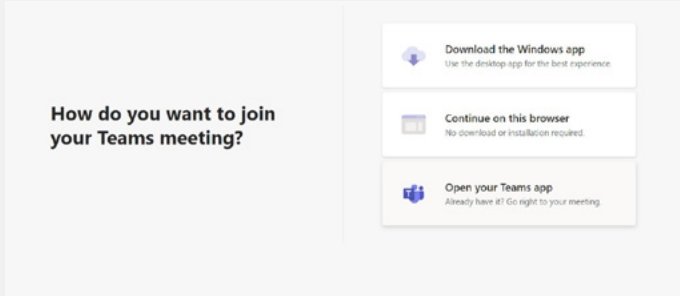 How do you want to join
your Teams meeting?
Download the Windows app
Use the desktop app for the best experience.
Continue on this browser
No download or installation required.
Open your Teams app
Already have it? Go right to your meeting.